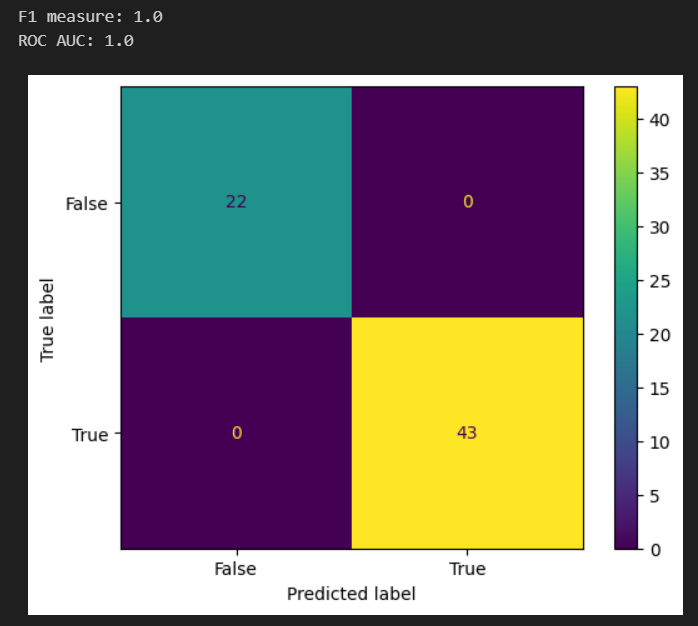 F1 measure: 1.0
ROC AUC: 1.0
False
22
0
True
0
43
True label
False
True
Predicted label
40
35
30
25
20
15
10
5
0